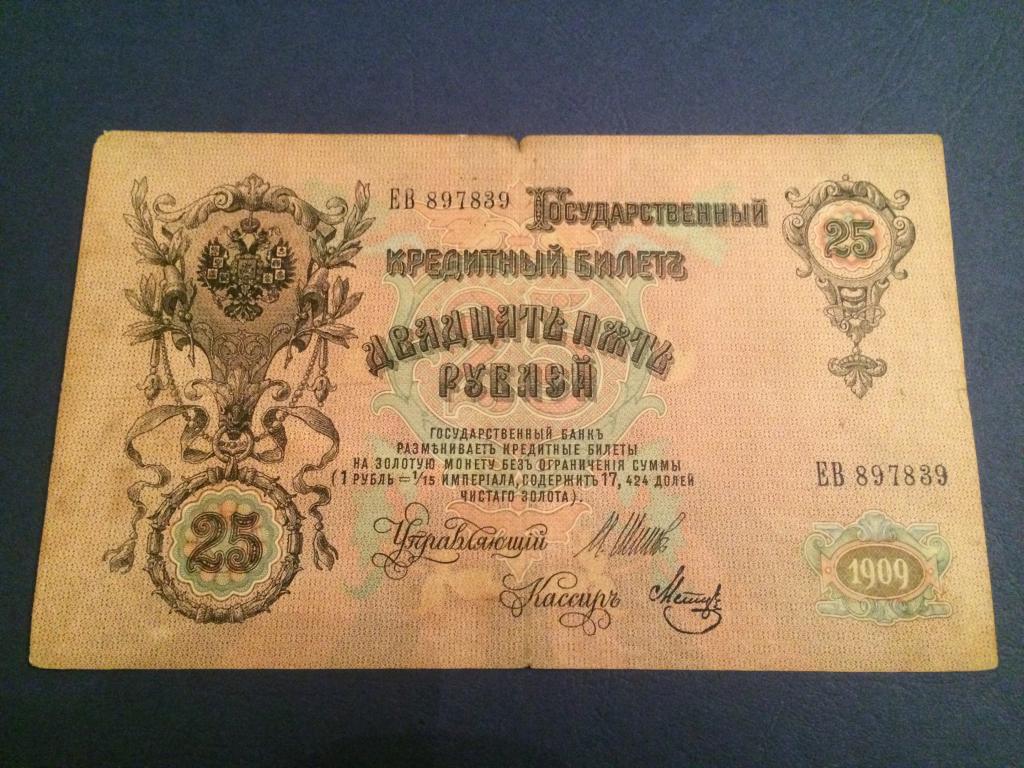 ЕВ 897839
Государственный
25
кредитный билетъ
двадцать пять
рублей
Государственный банкъ
размѣниваетъ кредитные билеты
на золотую монету безъ ограниченія суммы
(1 рубль = 1/15 имперіала, содержитъ 17, 424 долей
чистаго золота).
ЕВ 897839
25
Управляющій
И. Шипов
1909
Кассиръ